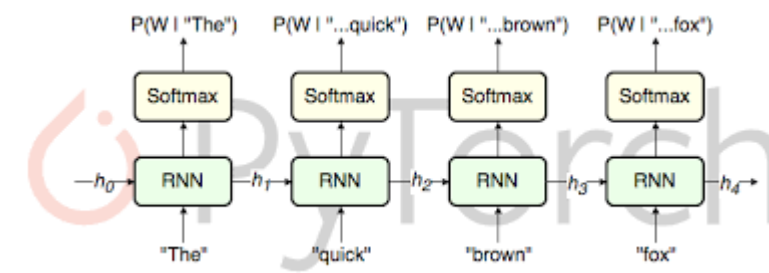 P(W | "The") P(W | "...quick") P(W | "...brown") P(W | "...fox")
Softmax Softmax Softmax Softmax
PyTorch
h0 RNN h1 RNN h2 RNN h3 RNN h4
"The" "quick" "brown" "fox"